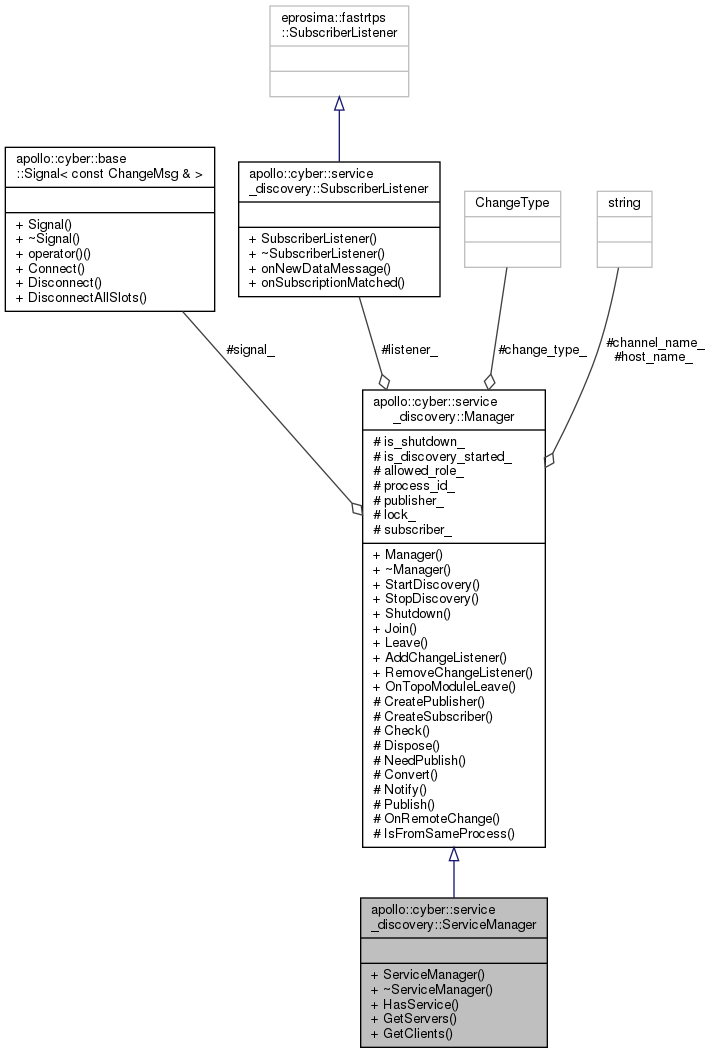 eprosima::fastrtps
::SubscriberListener
apollo::cyber::base
::Signal< const ChangeMsg & >
+ Signal()
+ ~Signal()
+ operator()()
+ Connect()
+ Disconnect()
+ DisconnectAllSlots()
apollo::cyber::service
_discovery::SubscriberListener
+ SubscriberListener()
+ ~SubscriberListener()
+ onNewDataMessage()
+ onSubscriptionMatched()
ChangeType
string
#signal_
#listener_
#change_type_
#channel_name_
#host_name_
apollo::cyber::service
_discovery::Manager
# is_shutdown_
# is_discovery_started_
# allowed_role_
# process_id_
# publisher_
# lock_
# subscriber_
+ Manager()
+ ~Manager()
+ StartDiscovery()
+ StopDiscovery()
+ Shutdown()
+ Join()
+ Leave()
+ AddChangeListener()
+ RemoveChangeListener()
+ OnTopoModuleLeave()
# CreatePublisher()
# CreateSubscriber()
# Check()
# Dispose()
# NeedPublish()
# Convert()
# Notify()
# Publish()
# OnRemoteChange()
# IsFromSameProcess()
apollo::cyber::service
_discovery::ServiceManager
+ ServiceManager()
+ ~ServiceManager()
+ HasService()
+ GetServers()
+ GetClients()